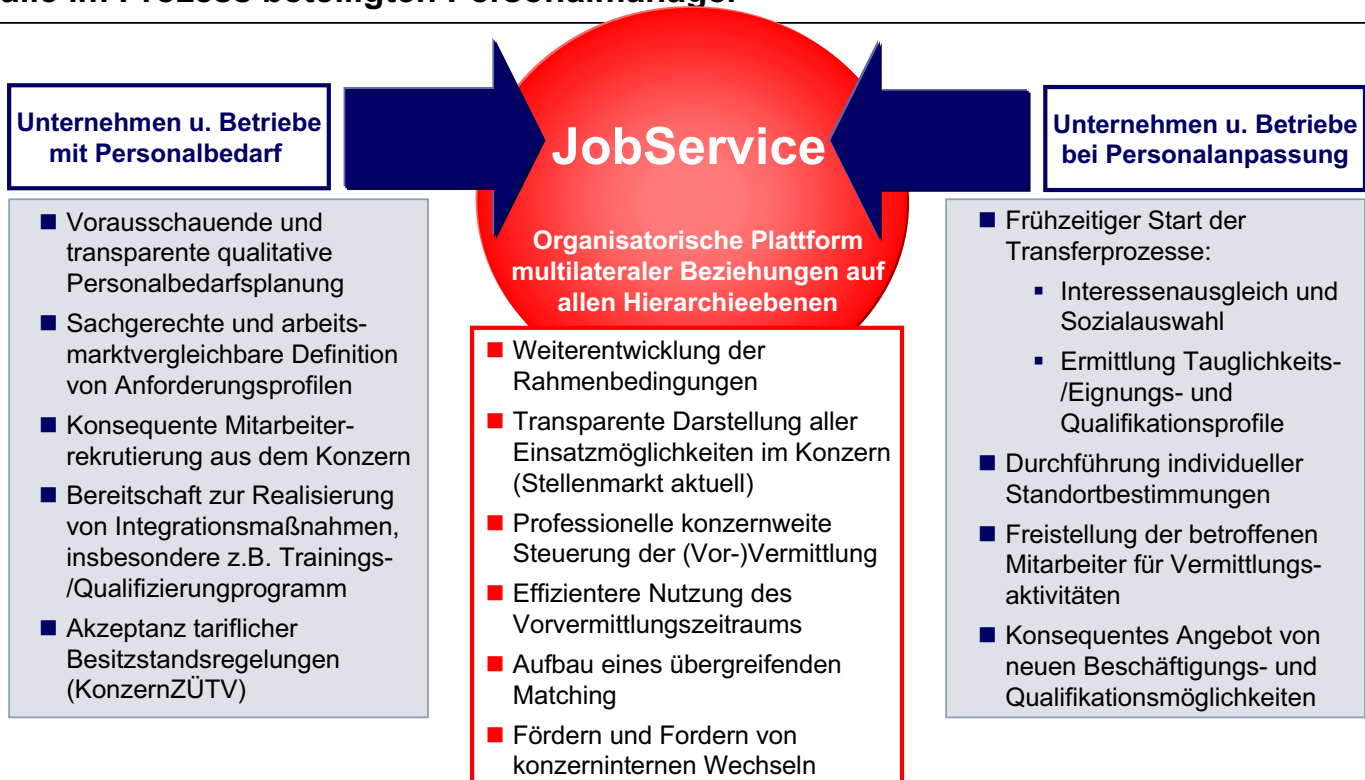 alle im Prozess beteiligten Personalmanager
Unternehmen u. Betriebe
mit Personalbedarf
Vorausschauende und
transparente qualitative
Personalbedarfsplanung
Sachgerechte und arbeits-
marktvergleichbare Definition
von Anforderungsprofilen
Konsequente Mitarbeiter-
rekrutierung aus dem Konzern
Bereitschaft zur Realisierung
von Integrationsmaßnahmen,
insbesondere z.B. Trainings-
/Qualifizierungprogramm
Akzeptanz tariflicher
Besitzstandsregelungen
(KonzernZÜTV)
JobService
Organisatorische Plattform
multilateraler Beziehungen auf
allen Hierarchieebenen
Weiterentwicklung der
Rahmenbedingungen
Transparente Darstellung aller
Einsatzmöglichkeiten im Konzern
(Stellenmarkt aktuell)
Professionelle konzernweite
Steuerung der (Vor-)Vermittlung
Effizientere Nutzung des
Vorvermittlungszeitraums
Aufbau eines übergreifenden
Matching
Fördern und Fordern von
konzerninternen Wechseln
Unternehmen u. Betriebe
bei Personalanpassung
Frühzeitiger Start der
Transferprozesse:
Interessenausgleich und
Sozialauswahl
Ermittlung Tauglichkeits-
/Eignungs- und
Qualifikationsprofile
Durchführung individueller
Standortbestimmungen
Freistellung der betroffenen
Mitarbeiter für Vermittlungs-
aktivitäten
Konsequentes Angebot von
neuen Beschäftigungs- und
Qualifikationsmöglichkeiten